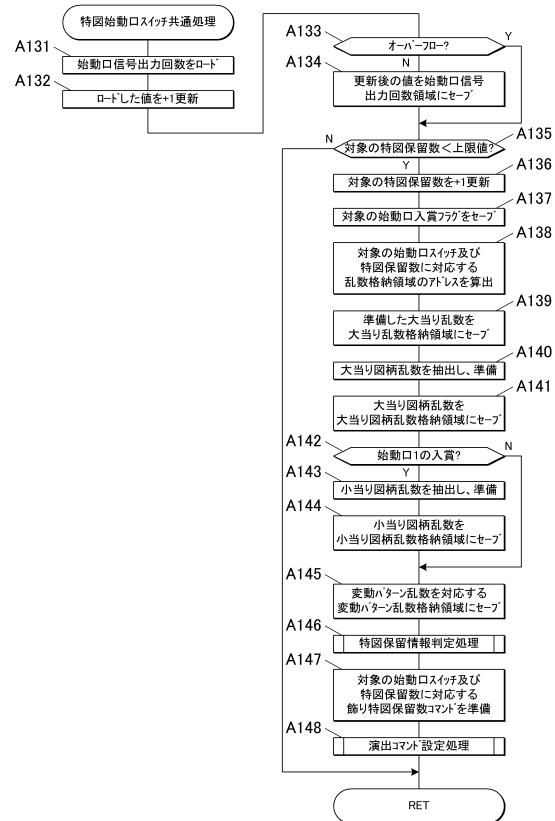 特図始動口スイッチ共通処理
A131
始動口信号出力回数をロード
A132
ロードした値を+1更新
A133
オーバーフロー?
Y
N
A134
更新後の値を始動口信号
出力回数領域にセーブ
A135
対象の特図保留数<上限値?
N
Y
A136
対象の特図保留数を+1更新
A137
対象の始動口入賞フラグをセーブ
A138
対象の始動口スイッチ及び
特図保留数に対応する
乱数格納領域のアドレスを算出
A139
準備した大当り乱数を
大当り乱数格納領域にセーブ
A140
大当り図柄乱数を抽出し、準備
A141
大当り図柄乱数を
大当り図柄乱数格納領域にセーブ
A142
始動口1の入賞?
N
Y
A143
小当り図柄乱数を抽出し、準備
A144
小当り図柄乱数を
小当り図柄乱数格納領域にセーブ
A145
変動パターン乱数を対応する
変動パターン乱数格納領域にセーブ
A146
特図保留情報判定処理
A147
対象の始動口スイッチ及び
特図保留数に対応する
飾り特図保留数コマンドを準備
A148
演出コマンド設定処理
RET